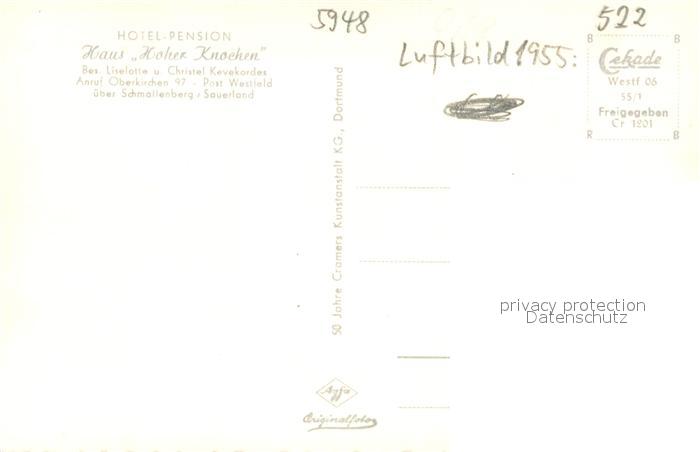 HOTEL-PENSION
Haus „Hoher Knochen"
Bes. Liselotte u. Christel Kevekordes
Anruf Oberkirchen 97 - Post Westfeld
über Schmallenberg / Sauerland
5948
522
Luftbild 1955:
B B
Cekade
Westf 06
55/1
Freigegeben
Cr 1201
R B
50 Jahre Cramers Kunstanstalt KG., Dortmund
privacy protection
Datenschutz
Agfa
Originalfoto